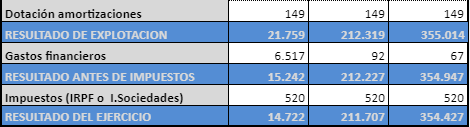 Dotación amortizaciones 149 149 149
RESULTADO DE EXPLOTACION 21.759 212.319 355.014
Gastos financieros 6.517 92 67
RESULTADO ANTES DE IMPUESTOS 15.242 212.227 354.947
Impuestos (IRPF o I.Sociedades) 520 520 520
RESULTADO DEL EJERCICIO 14.722 211.707 354.427